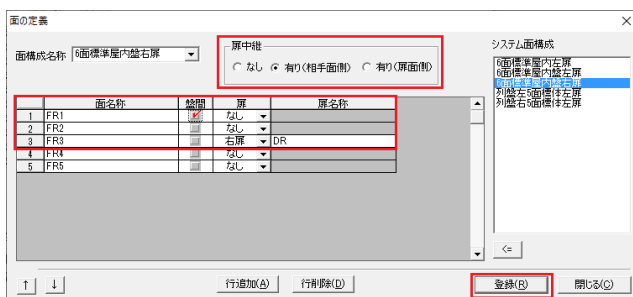 面の定義
面構成名称 6面標準屋内盤右扉
扉中継
なし 有り(相手面側) 有り(扉面側)
システム面構成
6面標準屋内左扉
6面標準屋内盤左扉
6面標準屋内盤右扉
列盤左5面標体左扉
列盤右5面標体左扉
面名称 盤間 扉 扉名称
1 FR1 なし
2 FR2 なし
3 FR3 右扉 DR
4 FR4 なし
5 FR5 なし
<=
↑ ↓ 行追加(A) 行削除(D) 登録(R) 閉じる(C)